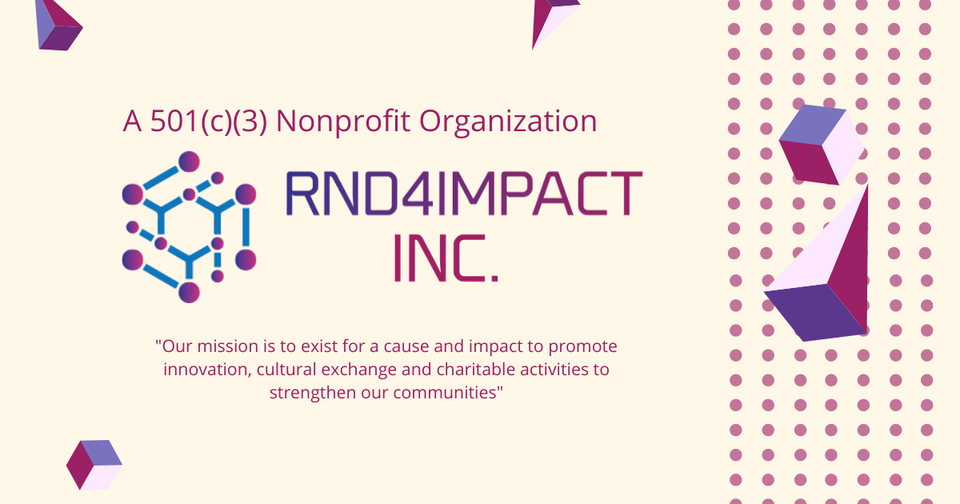 A 501(c)(3) Nonprofit Organization
RND4IMPACT
INC.
"Our mission is to exist for a cause and impact to promote
innovation, cultural exchange and charitable activities to
strengthen our communities"